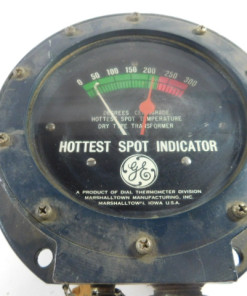 0 50 100 150 200 250 300
DEGREES CENTIGRADE
HOTTEST SPOT TEMPERATURE
DRY TYPE TRANSFORMER
HOTTEST SPOT INDICATOR
GE
A PRODUCT OF DIAL THERMOMETER DIVISION
MARSHALLTOWN MANUFACTURING, INC.
MARSHALLTOWN, IOWA U.S.A.